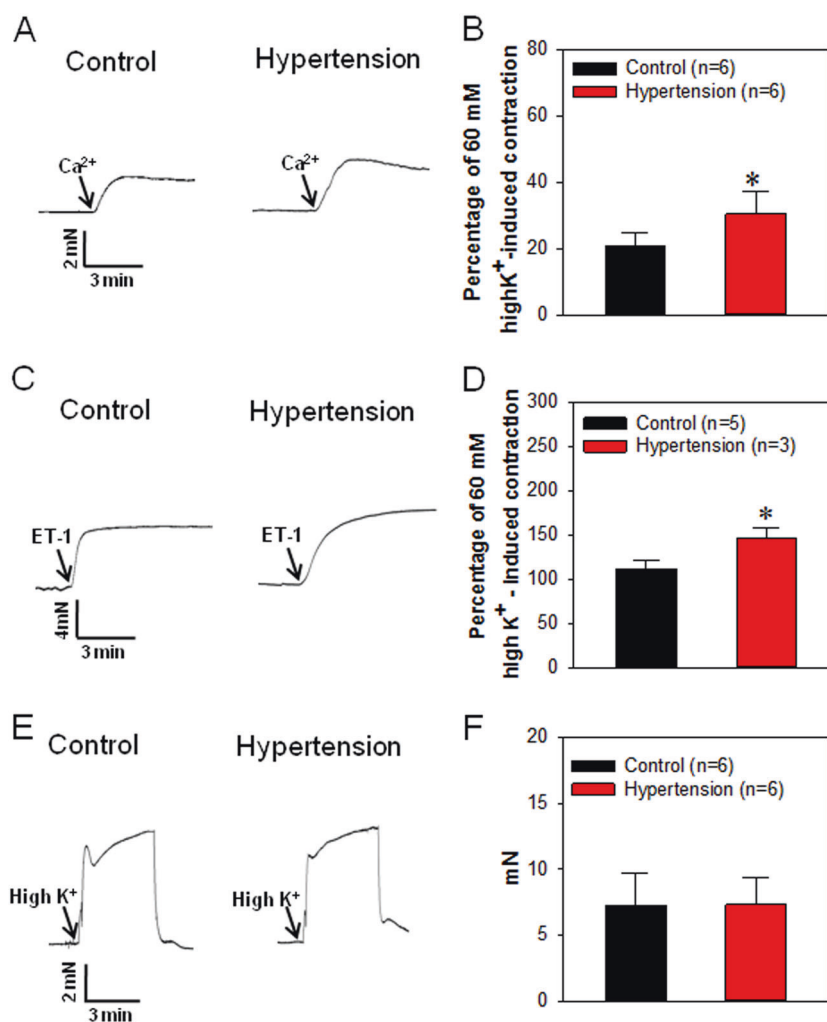 A
Control
Hypertension
Ca²⁺
Ca²⁺
2 mN
3 min
B
Percentage of 60 mM
highK⁺-induced contraction
80
60
40
20
0
Control (n=6)
Hypertension (n=6)
*
C
Control
Hypertension
ET-1
ET-1
4mN
3 min
D
Percentage of 60 mM
high K⁺ - Induced contraction
300
250
200
150
100
50
0
Control (n=5)
Hypertension (n=3)
*
E
Control
Hypertension
High K⁺
High K⁺
2 mN
3 min
F
mN
20
15
10
5
0
Control (n=6)
Hypertension (n=6)